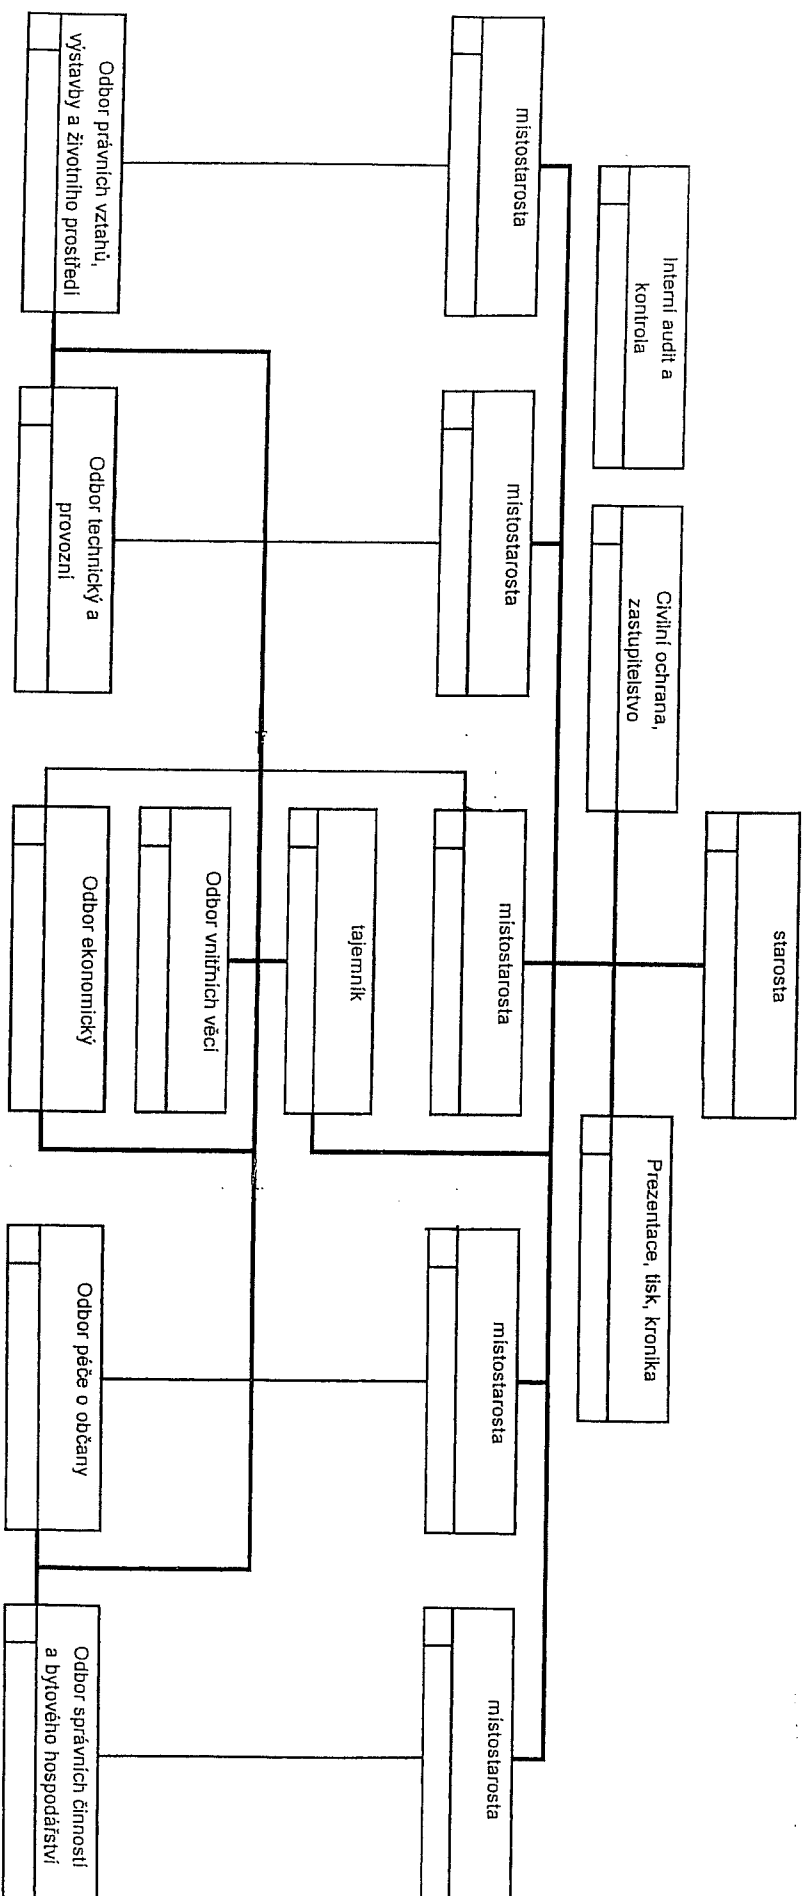 starosta
Interní audit a
kontrola
Civilní ochrana,
zastupitelstvo
Prezentace, tisk, kronika
místostarosta
místostarosta
místostarosta
místostarosta
místostarosta
tajemník
Odbor vnitřních věcí
Odbor právních vztahů,
výstavby a životního prostředí
Odbor technický a
provozní
Odbor ekonomický
Odbor péče o občany
Odbor správních činností
a bytového hospodářství